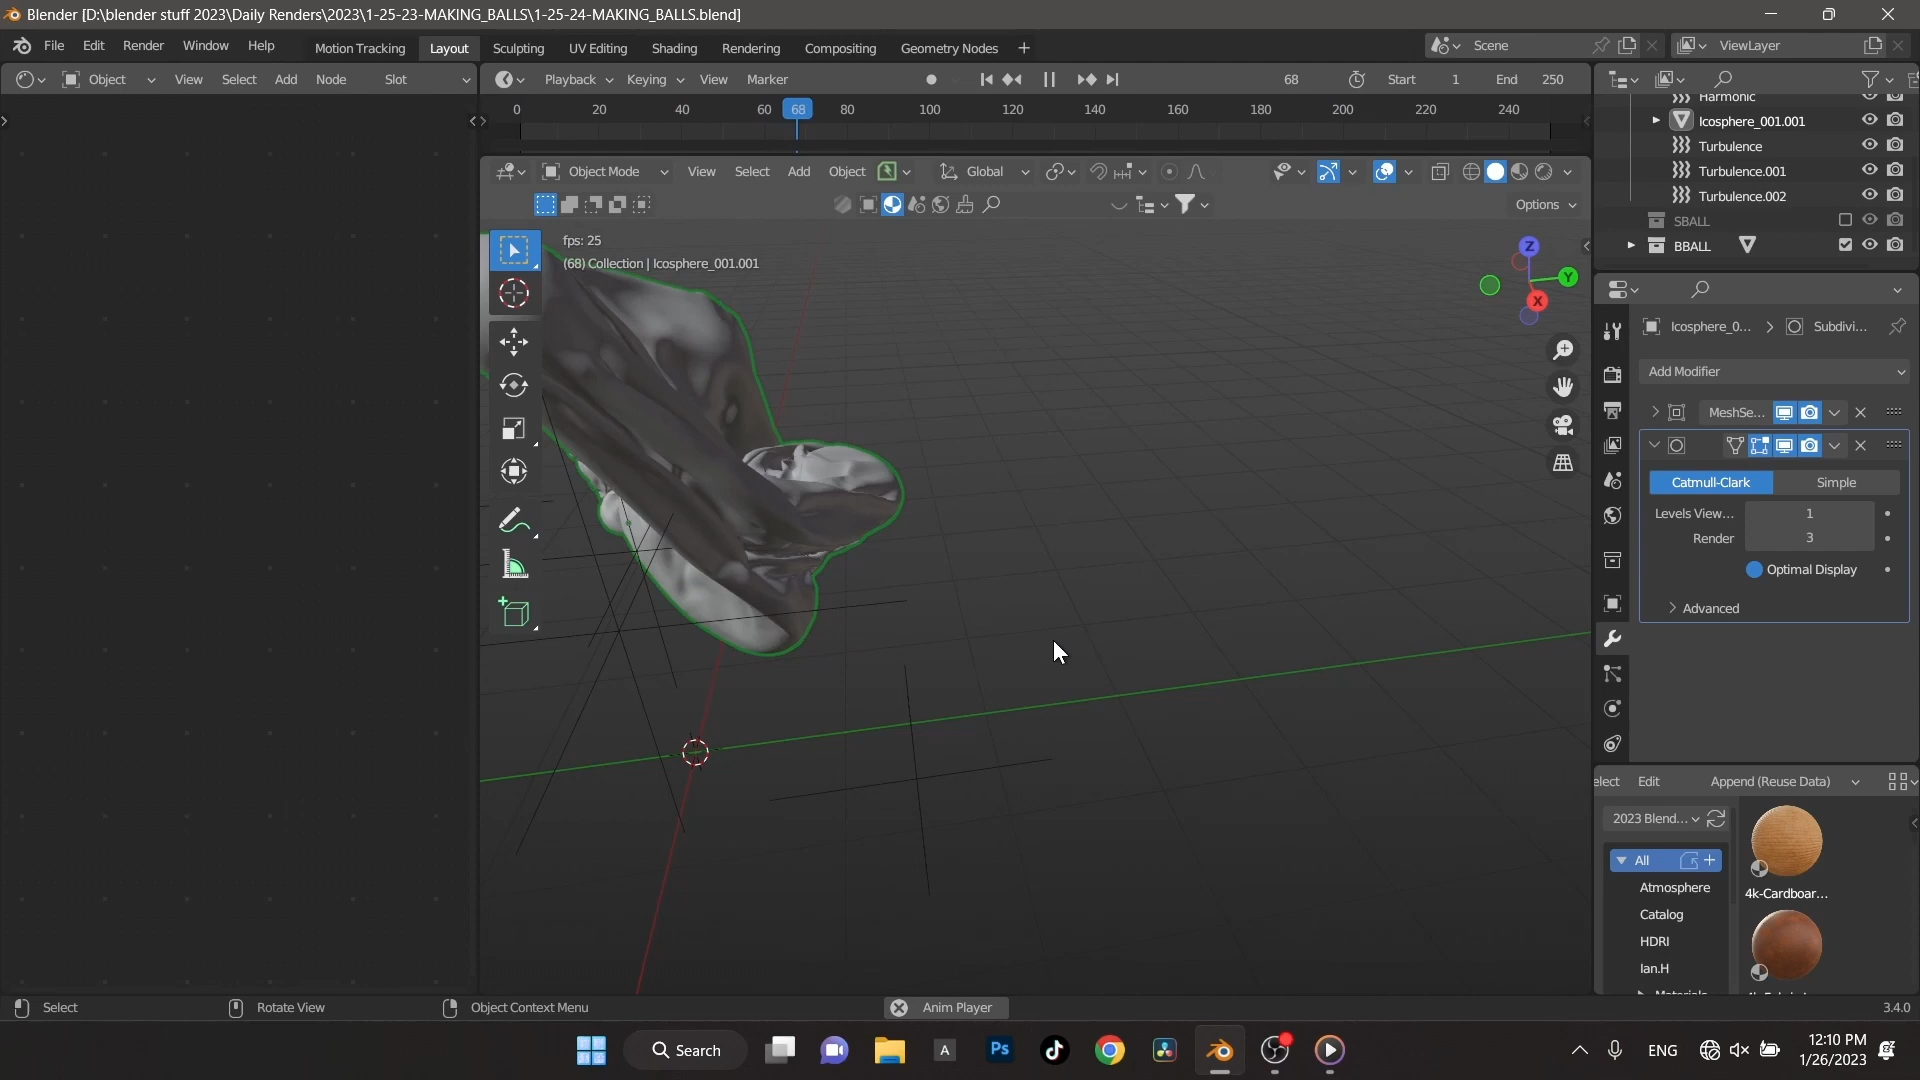 Blender [D:\blender stuff 2023\Daily Renders\2023\1-25-23-MAKING_BALLS\1-25-24-MAKING_BALLS.blend]
File Edit Render Window Help Motion Tracking Layout Sculpting UV Editing Shading Rendering Compositing Geometry Nodes Scene ViewLayer
Object View Select Add Node Slot Playback Keying View Marker 68 Start 1 End 250
0 20 40 60 68 80 100 120 140 160 180 200 220 240
Harmonic
Icosphere_001.001
Turbulence
Turbulence.001
Turbulence.002
SBALL
BBALL
Object Mode View Select Add Object Global
Options
fps: 25
(68) Collection | Icosphere_001.001
Z
Y
X
Icosphere_0... Subdivi...
Add Modifier
MeshSe...
Catmull-Clark Simple
Levels View... 1
Render 3
Optimal Display
Advanced
elect Edit Append (Reuse Data)
2023 Blend...
All
Atmosphere
Catalog
HDRI
Ian.H
4k-Cardboar...
Select Rotate View Object Context Menu Anim Player 3.4.0
Search A Ps ENG 12:10 PM
1/26/2023